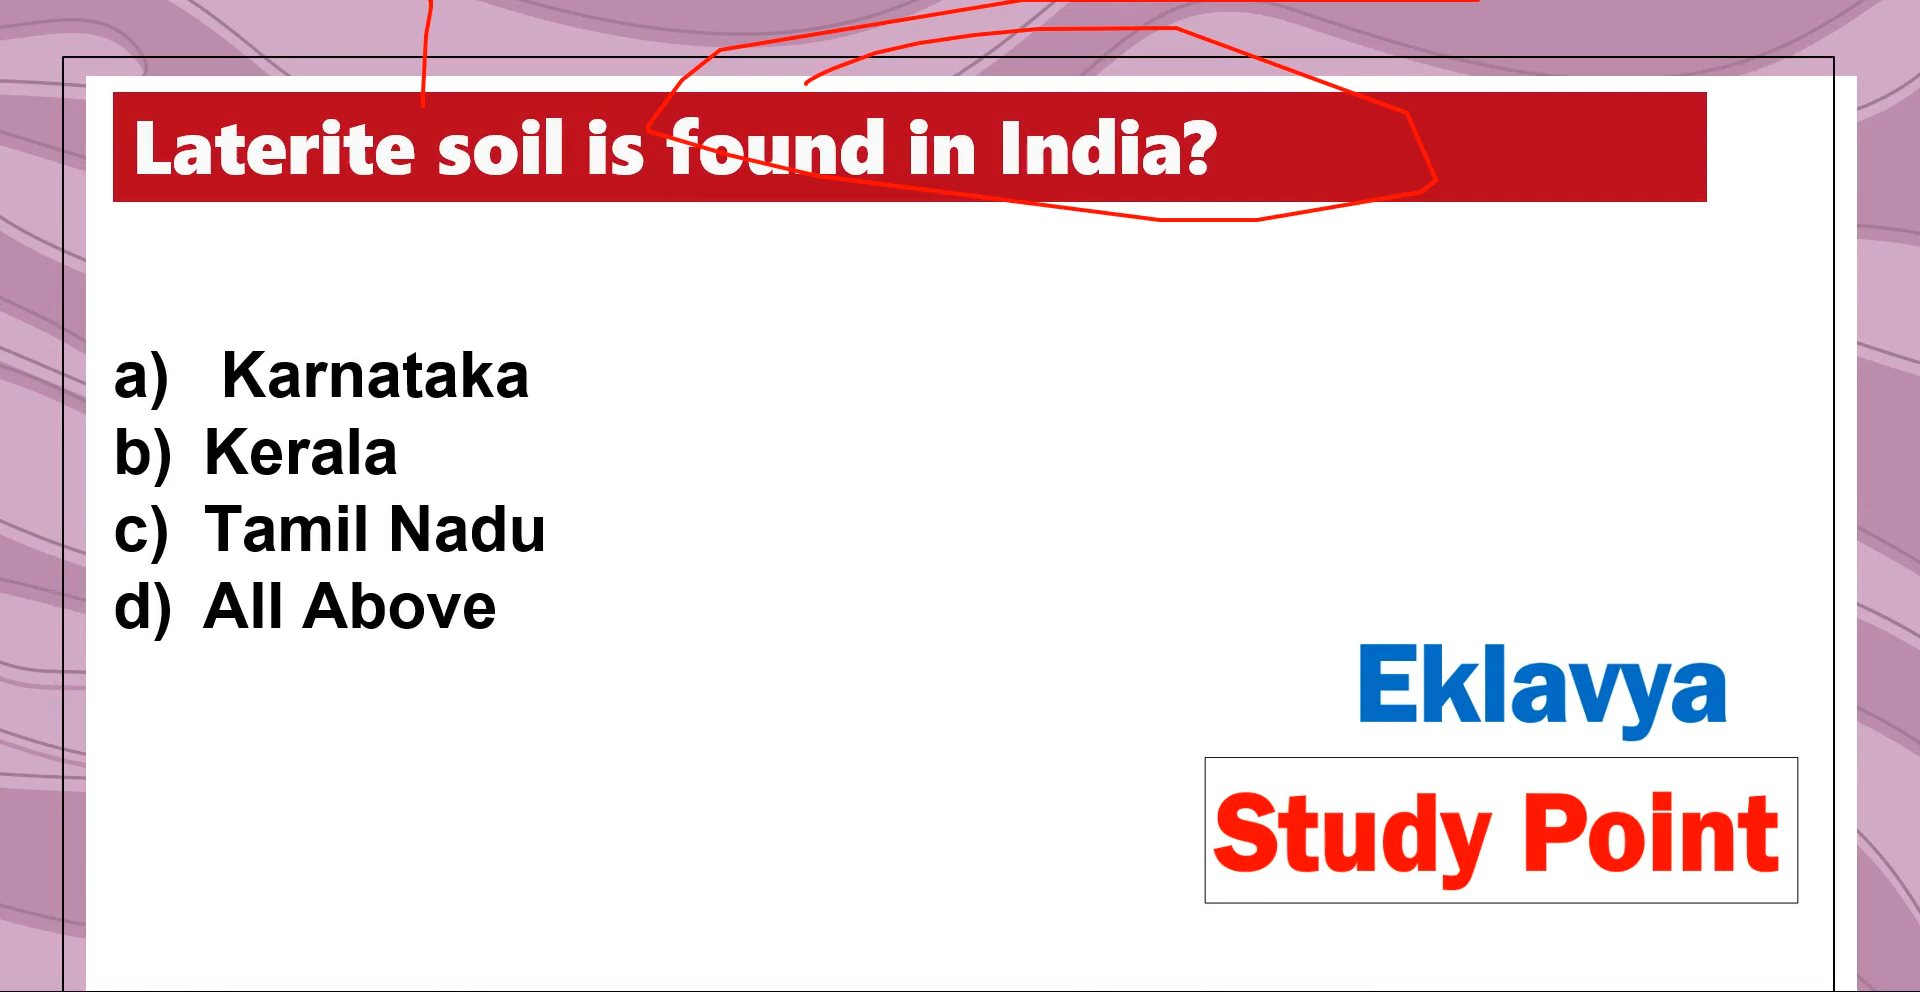 Laterite soil is found in India?
a) Karnataka
b) Kerala
c) Tamil Nadu
d) All Above
Eklavya
Study Point